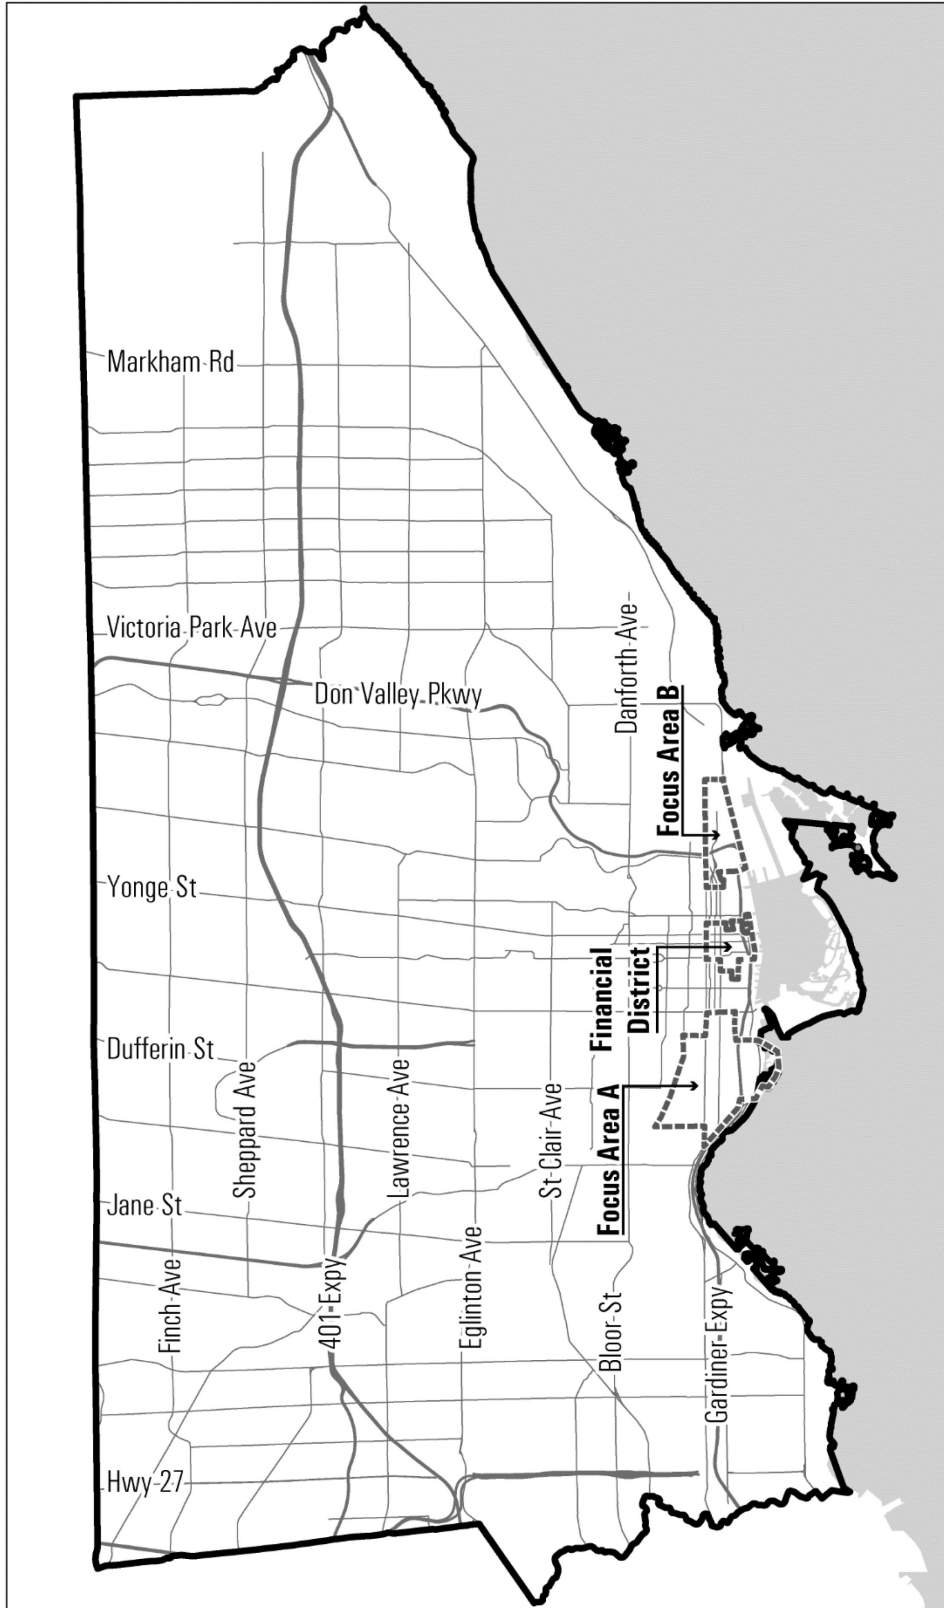 Markham Rd
Victoria Park Ave
Don Valley Pkwy
Yonge St
Dufferin St
Jane St
Hwy 27
Finch Ave
Sheppard Ave
401 Expy
Lawrence Ave
Eglinton Ave
St Clair Ave
Bloor St
Danforth Ave
Gardiner Expy
Focus Area A
Financial
District
Focus Area B